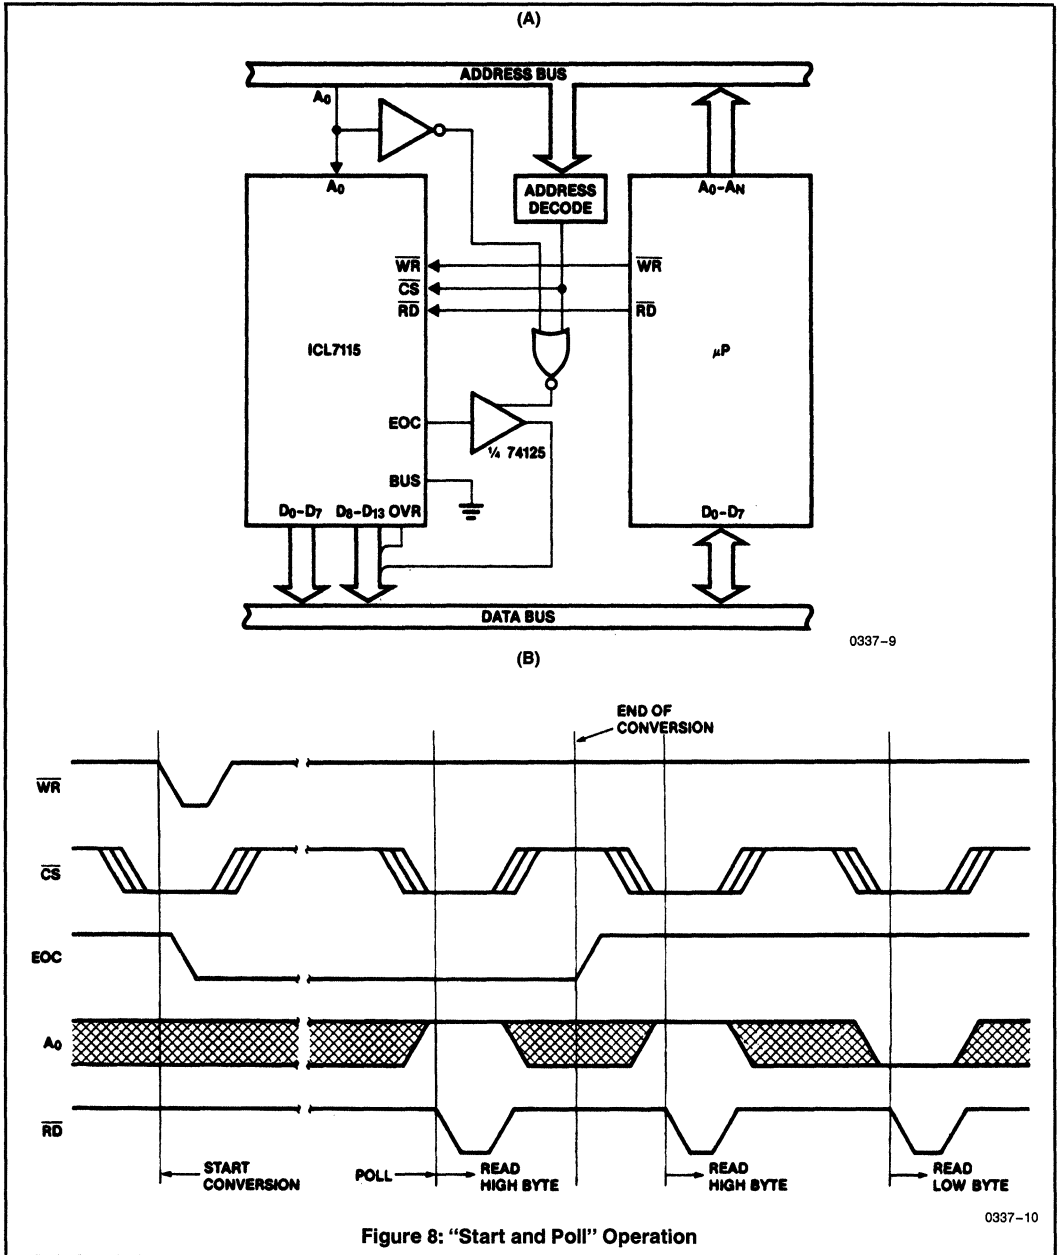 (A)
ADDRESS BUS
A0
A0
ADDRESS
DECODE
A0-AN
WR
CS
RD
WR
RD
ICL7115
μP
EOC
¼ 74125
BUS
D0-D7 D8-D13 OVR
D0-D7
DATA BUS
0337-9
(B)
END OF
CONVERSION
WR
CS
EOC
A0
RD
START
CONVERSION
POLL
READ
HIGH BYTE
READ
HIGH BYTE
READ
LOW BYTE
0337-10
Figure 8: “Start and Poll” Operation